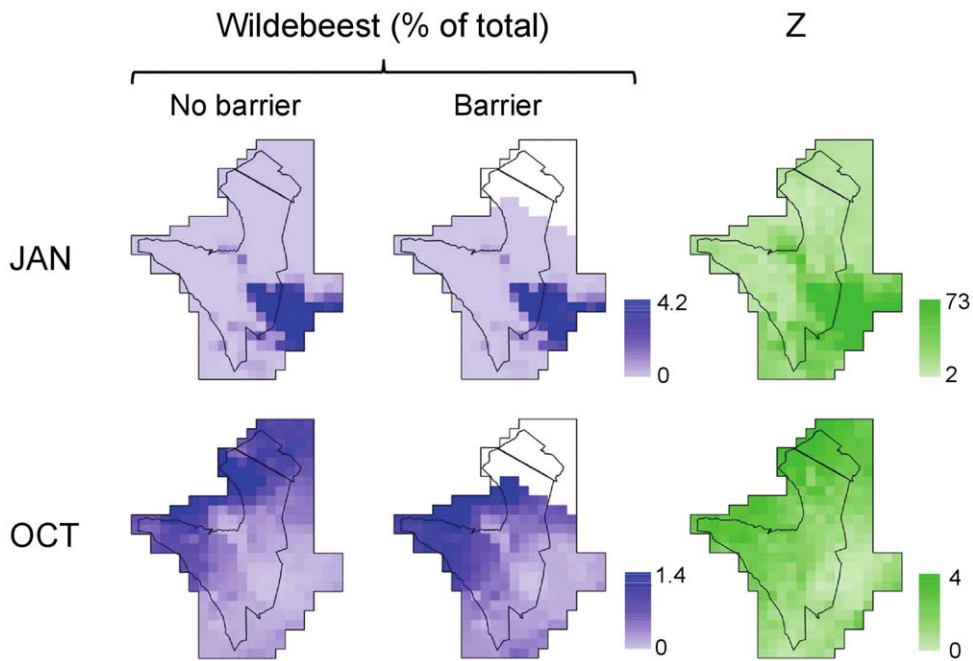 Wildebeest (% of total) Z
No barrier Barrier
JAN
4.2 73
0 2
OCT
1.4 4
0 0